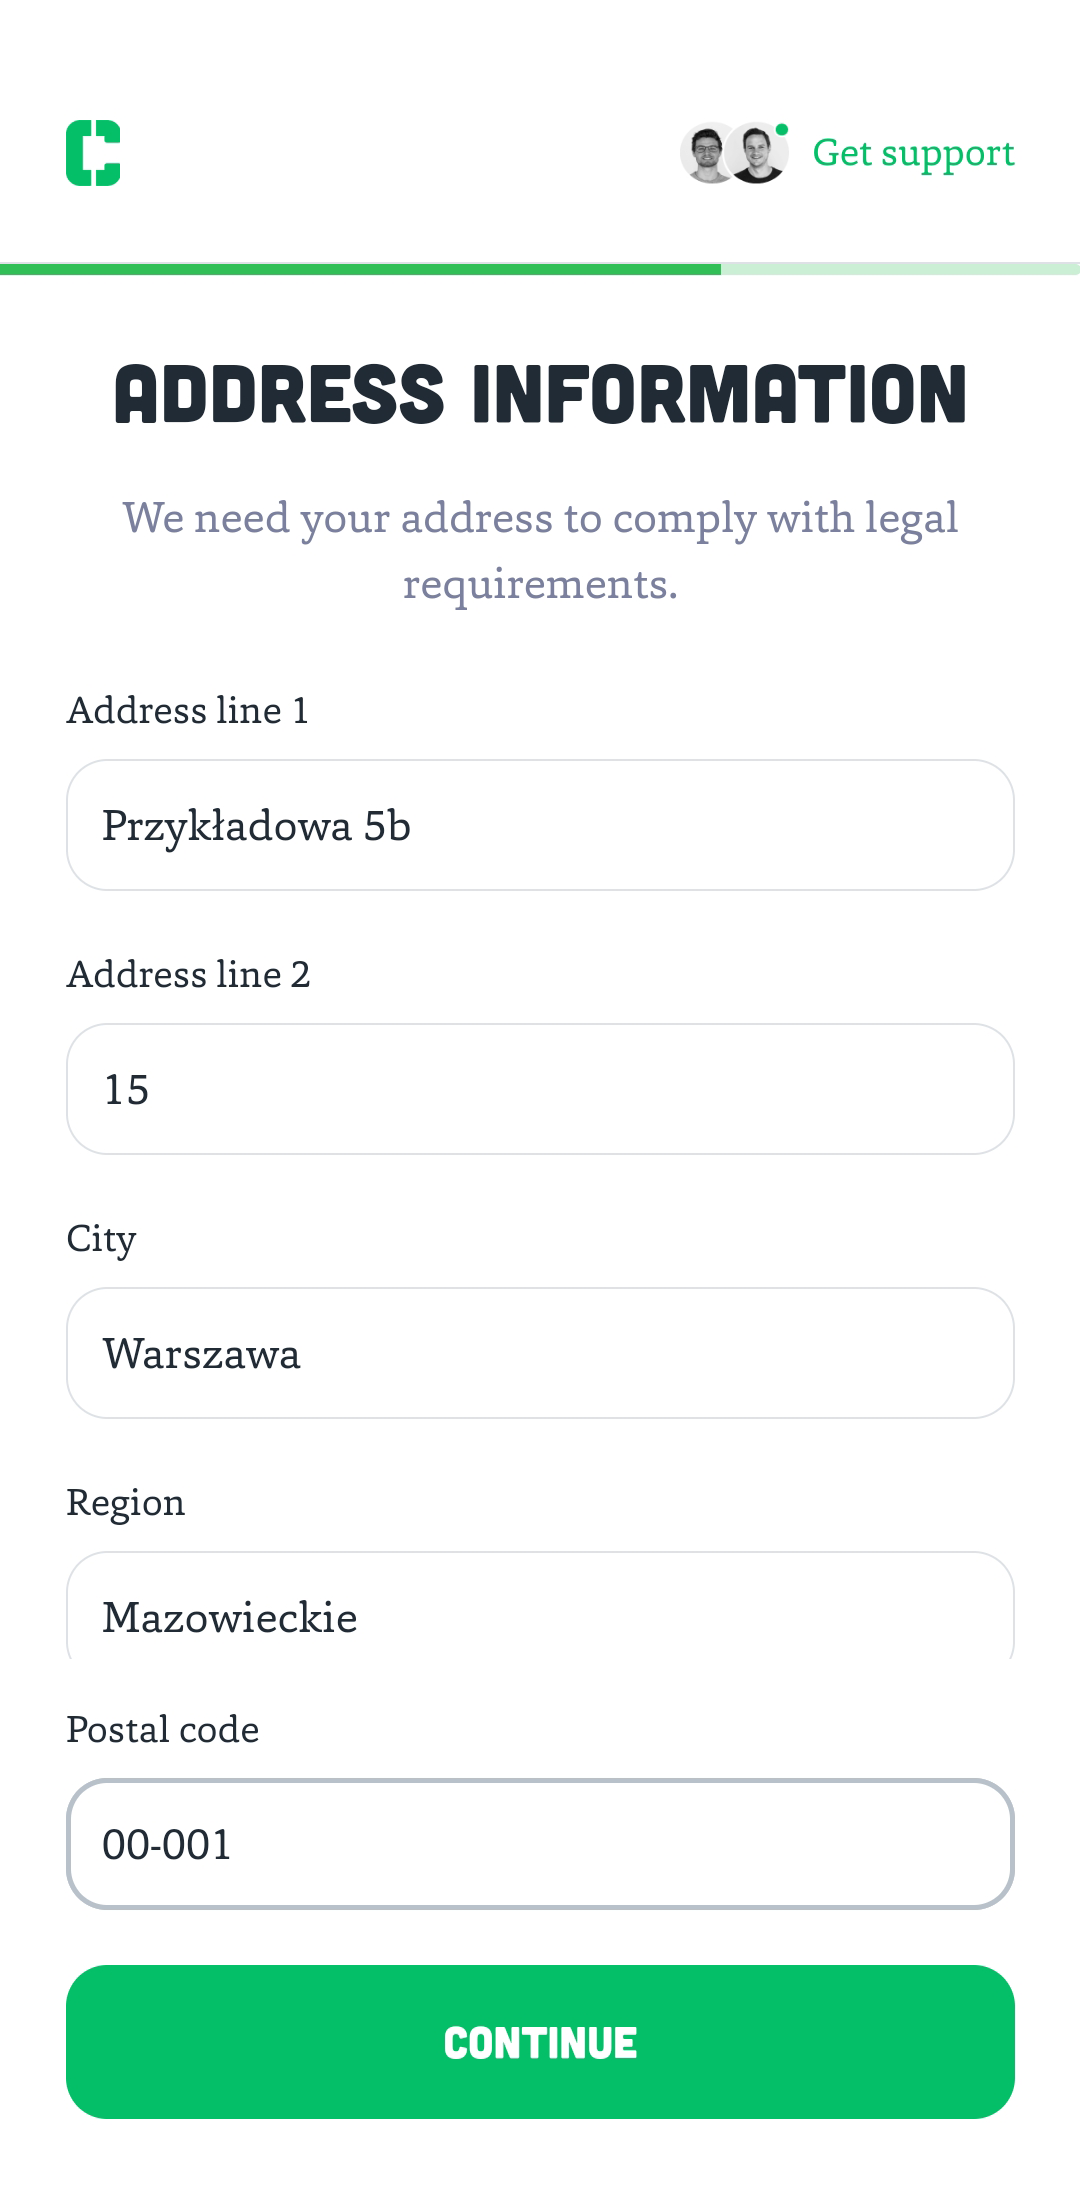 Get support
ADDRESS INFORMATION
We need your address to comply with legal
requirements.
Address line 1
Przykładowa 5b
Address line 2
15
City
Warszawa
Region
Mazowieckie
Postal code
00-001
CONTINUE